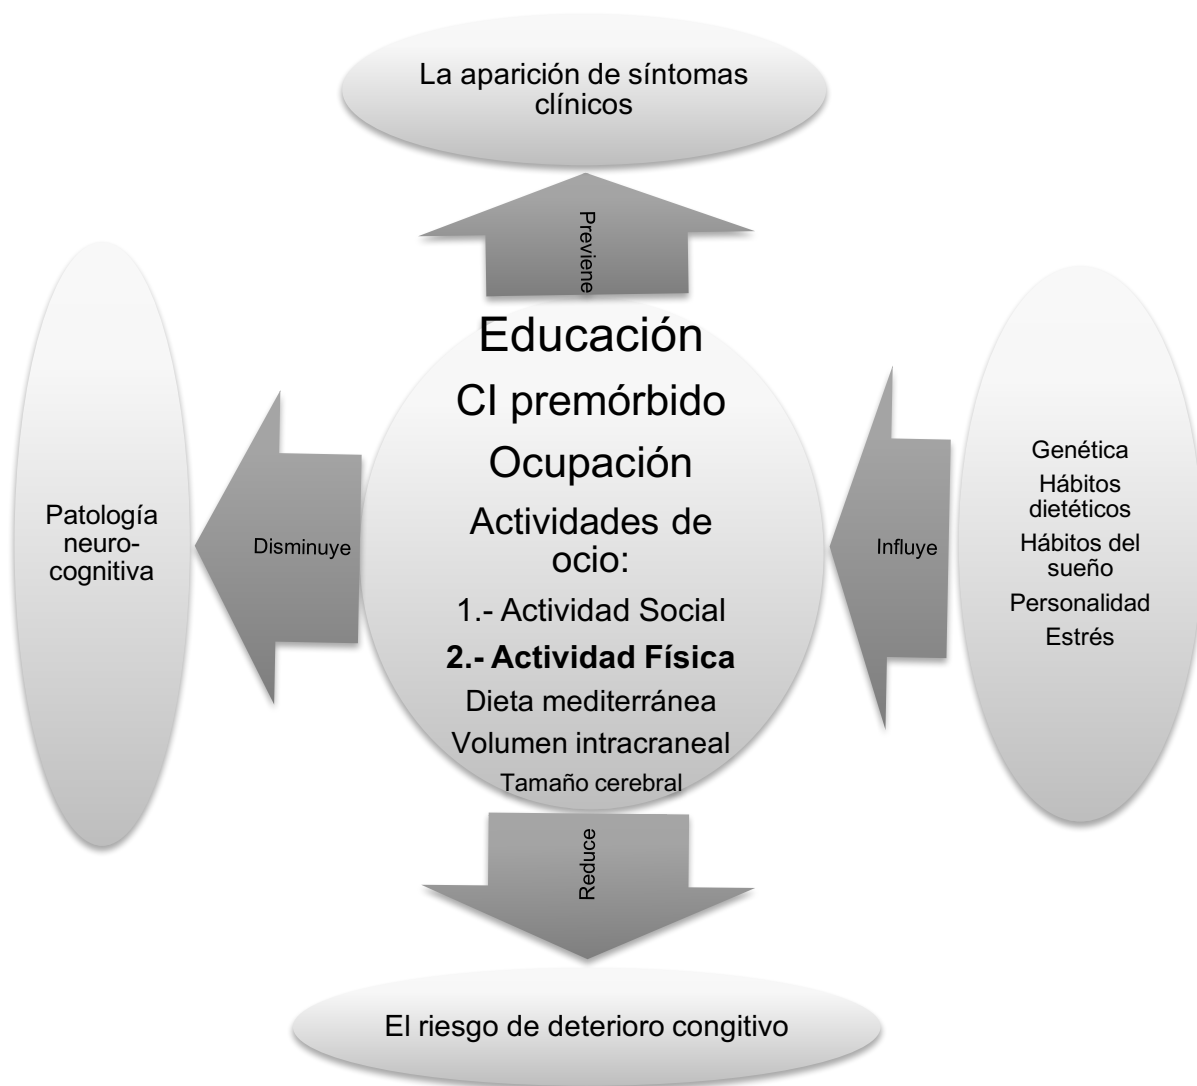 La aparición de síntomas
clínicos
Previene
Educación
CI premórbido
Ocupación
Actividades de
ocio:
1.- Actividad Social
2.- Actividad Física
Dieta mediterránea
Volumen intracraneal
Tamaño cerebral
Patología
neuro-
cognitiva
Disminuye
Influye
Genética
Hábitos
dietéticos
Hábitos del
sueño
Personalidad
Estrés
Reduce
El riesgo de deterioro congitivo